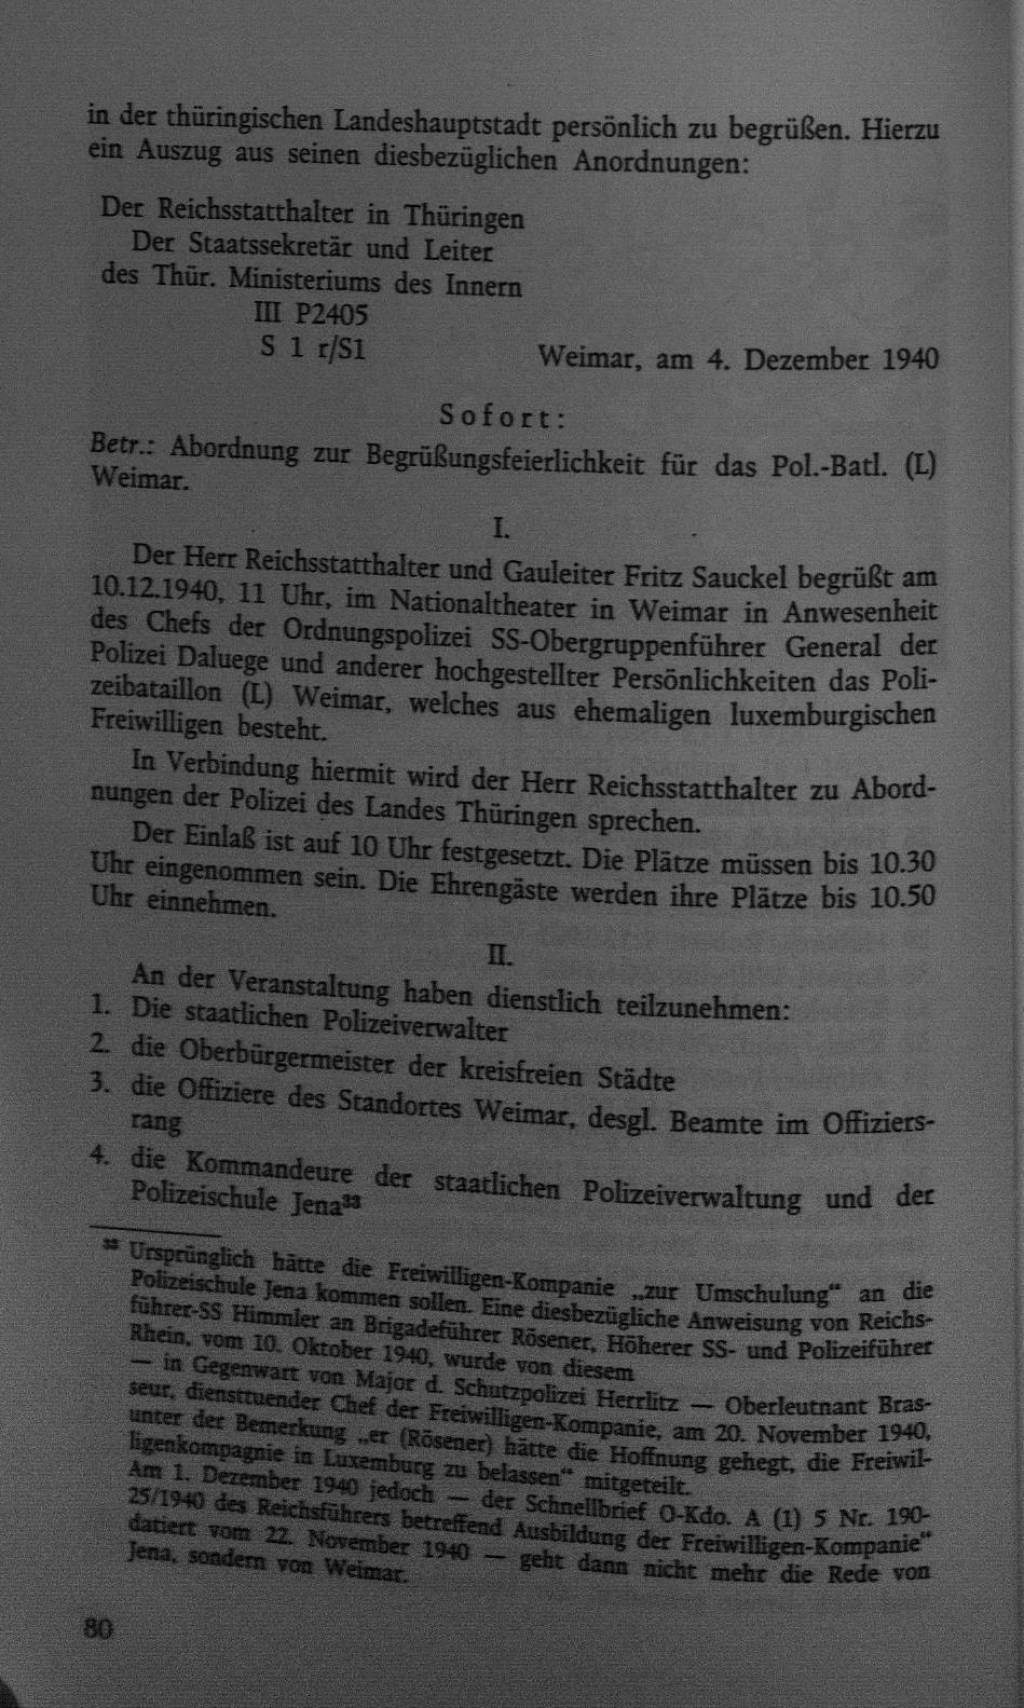 in der thüringischen Landeshauptstadt persönlich zu begrüßen. Hierzu
ein Auszug aus seinen diesbezüglichen Anordnungen:
Der Reichsstatthalter in Thüringen
Der Staatssekretär und Leiter
des Thür. Ministeriums des Innern
III P2405
S 1 r/S1
Weimar, am 4. Dezember 1940
Sofort:
Betr.: Abordnung zur Begrüßungsfeierlichkeit für das Pol.-Batl. (L)
Weimar.
I.
Der Herr Reichsstatthalter und Gauleiter Fritz Sauckel begrüßt am
10.12.1940, 11 Uhr, im Nationaltheater in Weimar in Anwesenheit
des Chefs der Ordnungspolizei SS-Obergruppenführer General der
Polizei Daluege und anderer hochgestellter Persönlichkeiten das Poli-
zeibataillon (L) Weimar, welches aus ehemaligen luxemburgischen
Freiwilligen besteht.
In Verbindung hiermit wird der Herr Reichsstatthalter zu Abord-
nungen der Polizei des Landes Thüringen sprechen.
Der Einlaß ist auf 10 Uhr festgesetzt. Die Plätze müssen bis 10.30
Uhr eingenommen sein. Die Ehrengäste werden ihre Plätze bis 10.50
Uhr einnehmen.
II.
An der Veranstaltung haben dienstlich teilzunehmen:
1. Die staatlichen Polizeiverwalter
2. die Oberbürgermeister der kreisfreien Städte
3. die Offiziere des Standortes Weimar, desgl. Beamte im Offiziers-
rang
4. die Kommandeure der staatlichen Polizeiverwaltung und der
Polizeischule Jena³³
³³ Ursprünglich hätte die Freiwilligen-Kompanie „zur Umschulung“ an die
Polizeischule Jena kommen sollen. Eine diesbezügliche Anweisung von Reichs-
führer-SS Himmler an Brigadeführer Rösener, Höherer SS- und Polizeiführer
Rhein, vom 10. Oktober 1940, wurde von diesem
— in Gegenwart von Major d. Schutzpolizei Herrlitz — Oberleutnant Bras-
seur, diensttuender Chef der Freiwilligen-Kompanie, am 20. November 1940,
unter der Bemerkung „er (Rösener) hätte die Hoffnung gehegt, die Freiwil-
ligenkompagnie in Luxemburg zu belassen“ mitgeteilt.
Am 1. Dezember 1940 jedoch — der Schnellbrief O-Kdo. A (1) 5 Nr. 190-
25/1940 des Reichsführers betreffend Ausbildung der Freiwilligen-Kompanie“
datiert vom 22. November 1940 — geht dann nicht mehr die Rede von
Jena, sondern von Weimar.
80